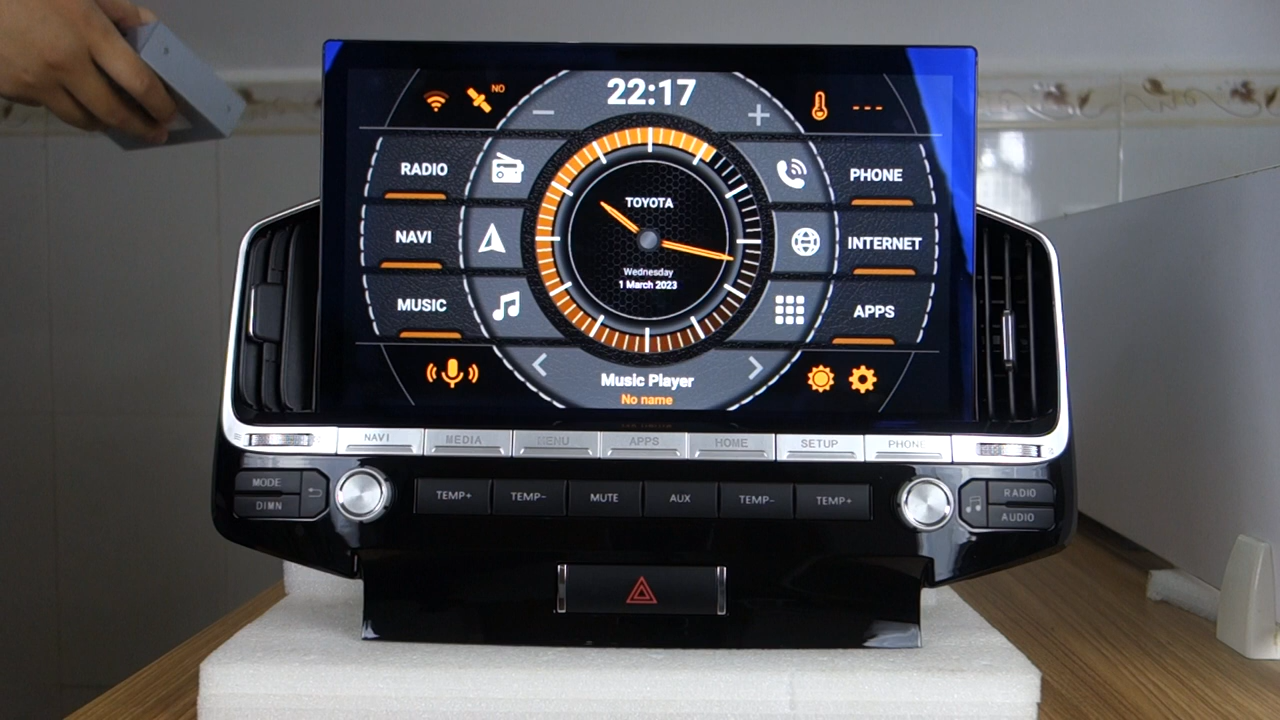 NO
22:17
- - -
RADIO
PHONE
TOYOTA
NAVI
INTERNET
Wednesday
1 March 2023
MUSIC
APPS
Music Player
No name
NAVI
MEDIA
MENU
APPS
HOME
SETUP
PHONE
MODE
DIMN
TEMP+
TEMP-
MUTE
AUX
TEMP-
TEMP+
RADIO
AUDIO